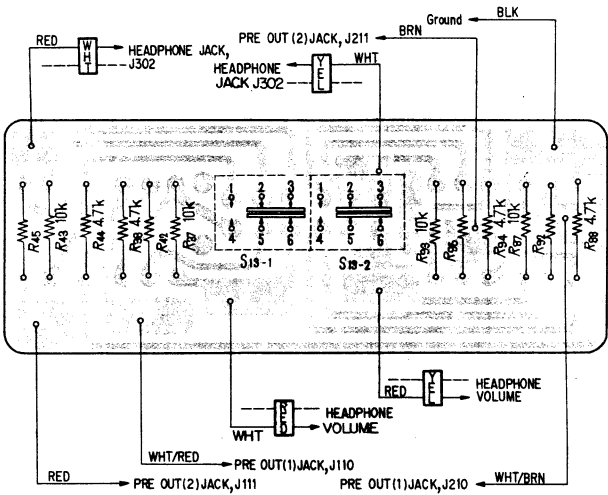 Ground
BLK
PRE OUT (2) JACK, J211
BRN
RED
WHT
HEADPHONE JACK,
J302
HEADPHONE
JACK J302
YEL
WHT
1 2 3 1 2 3
R45
R43 10k
R44 4.7k
4.7k
R42
10k
R99 10k
R94 4.7k
R97 10k
R92
R88 4.7k
4 5 6 4 5 6
S13-1 S13-2
RED
YEL
HEADPHONE
VOLUME
WHT
RED
HEADPHONE
VOLUME
WHT/RED
PRE OUT(1)JACK, J110
RED
PRE OUT(2)JACK, J111
PRE OUT(1)JACK, J210
WHT/BRN